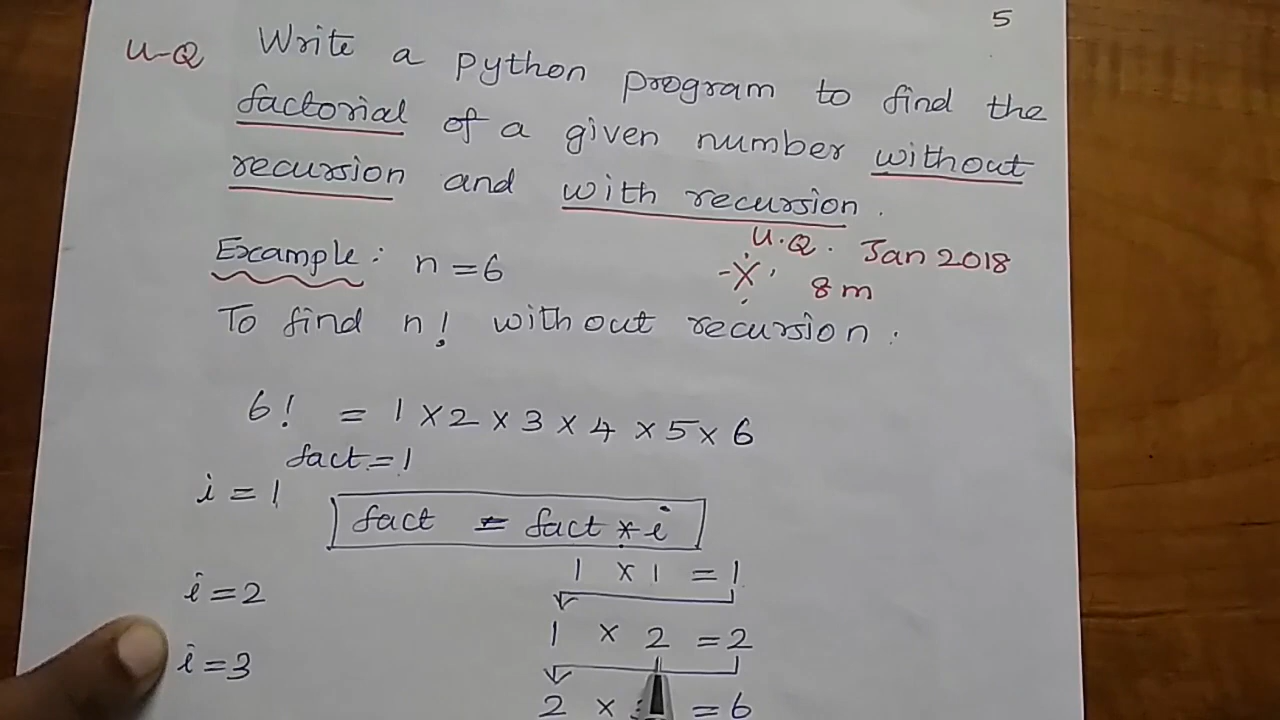 5
U-Q Write a python program to find the
factorial of a given number without
recursion and with recursion.
U.Q. Jan 2018
8m
Example: n = 6
To find n! without recursion.
6! = 1 × 2 × 3 × 4 × 5 × 6
fact = 1
i = 1
fact = fact * i
1 × 1 = 1
i = 2
1 × 2 = 2
i = 3
2 × = 6